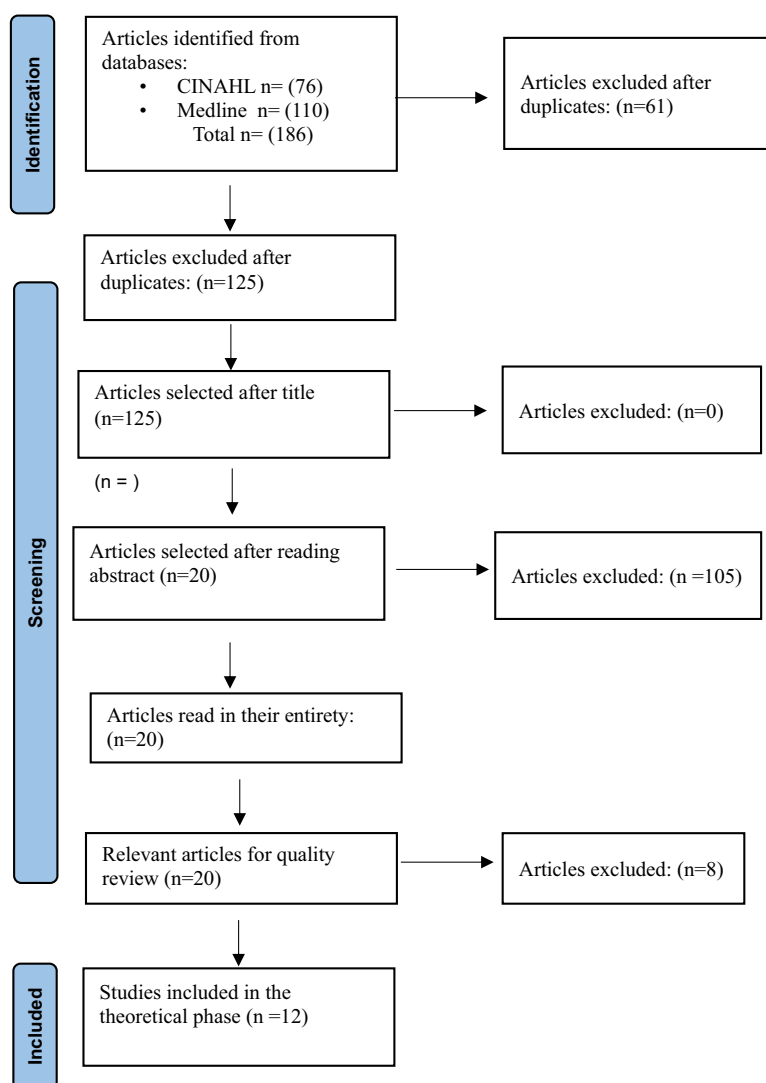 Identification
Articles identified from
databases:
• CINAHL n= (76)
• Medline n= (110)
Total n= (186)
Articles excluded after
duplicates: (n=61)
Articles excluded after
duplicates: (n=125)
Screening
Articles selected after title
(n=125)
Articles excluded: (n=0)
(n = )
Articles selected after reading
abstract (n=20)
Articles excluded: (n =105)
Articles read in their entirety:
(n=20)
Relevant articles for quality
review (n=20)
Articles excluded: (n=8)
Included
Studies included in the
theoretical phase (n =12)